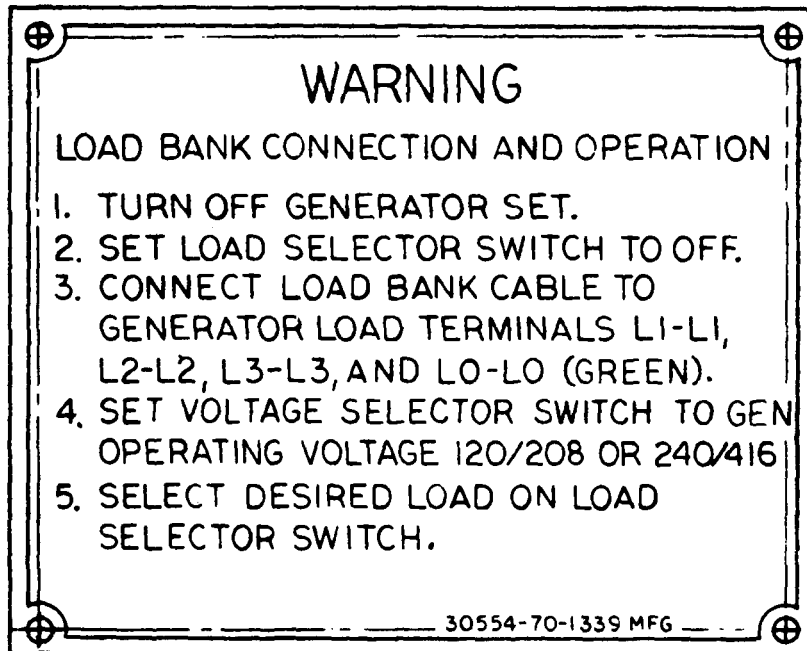 WARNING
LOAD BANK CONNECTION AND OPERATION
1. TURN OFF GENERATOR SET.
2. SET LOAD SELECTOR SWITCH TO OFF.
3. CONNECT LOAD BANK CABLE TO
GENERATOR LOAD TERMINALS L1-L1,
L2-L2, L3-L3, AND LO-LO (GREEN).
4. SET VOLTAGE SELECTOR SWITCH TO GEN
OPERATING VOLTAGE 120/208 OR 240/416
5. SELECT DESIRED LOAD ON LOAD
SELECTOR SWITCH.
30554-70-1339 MFG